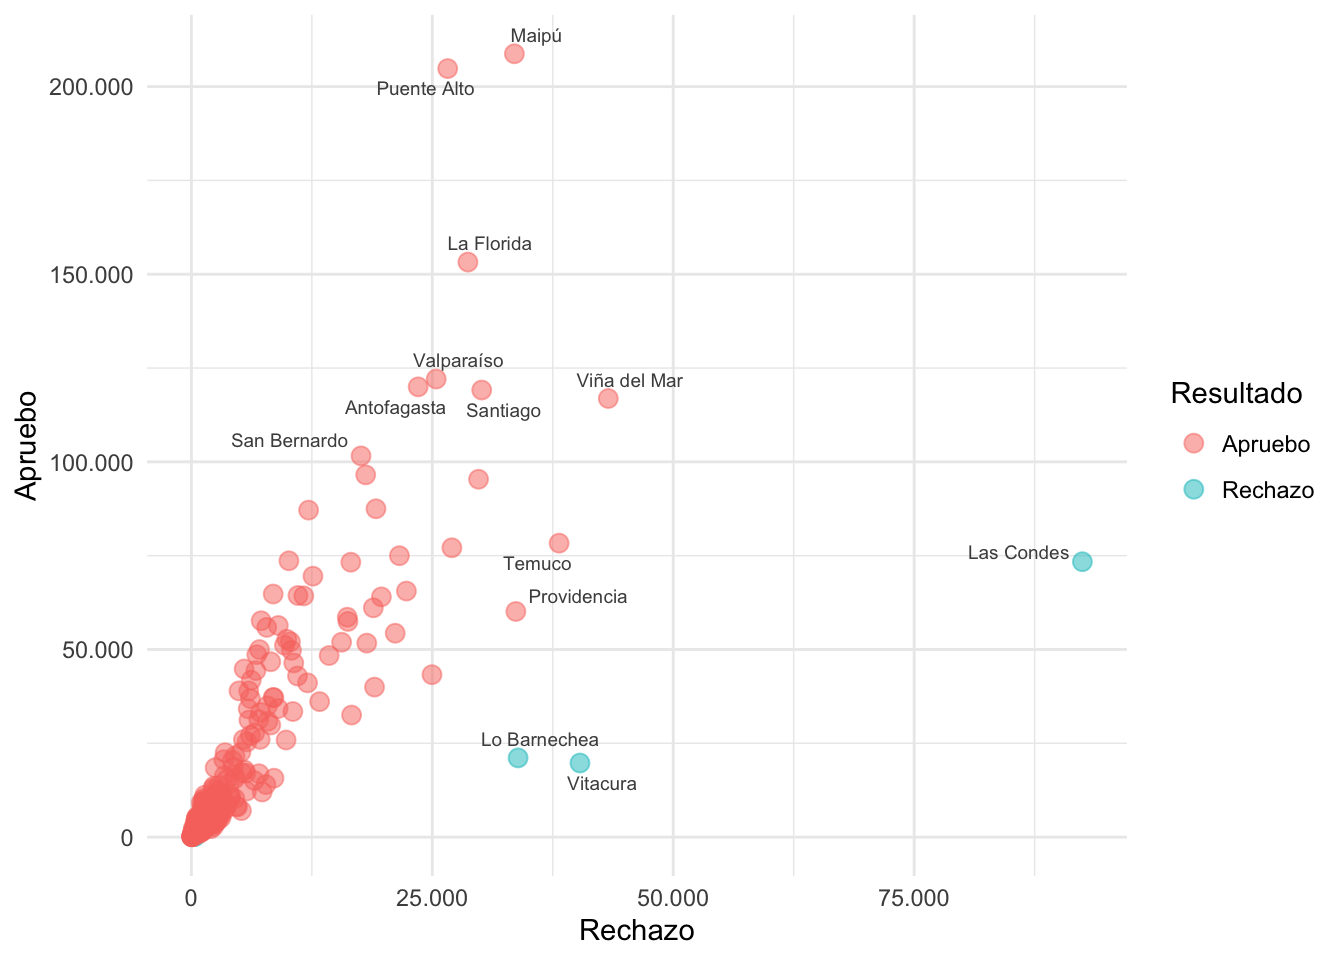 Maipú
200.000
Puente Alto
La Florida
150.000
Valparaíso
Viña del Mar
Antofagasta
Santiago
San Bernardo
100.000
Temuco
Las Condes
Providencia
50.000
Lo Barnechea
Vitacura
0
0
25.000
50.000
75.000
Rechazo
Apruebo
Resultado
Apruebo
Rechazo